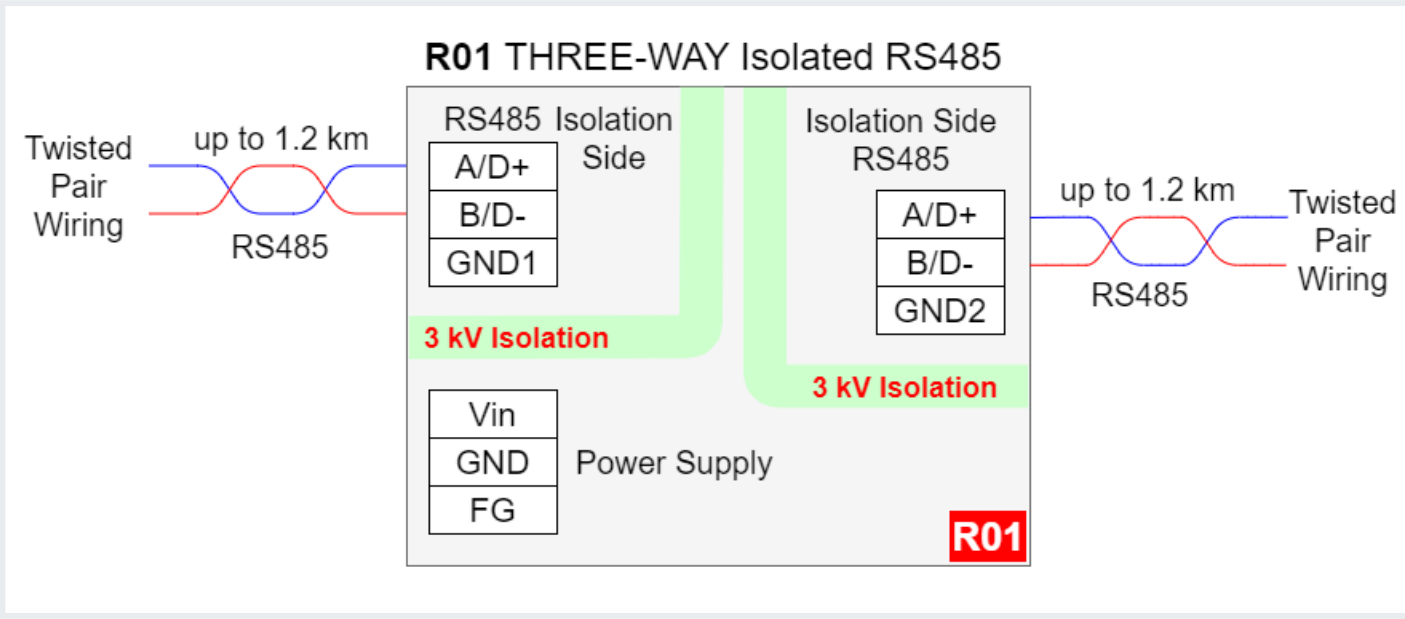 R01 THREE-WAY Isolated RS485
Twisted
Pair
Wiring
up to 1.2 km
RS485
RS485 Isolation
Side
A/D+
B/D-
GND1
3 kV Isolation
Isolation Side
RS485
A/D+
B/D-
GND2
3 kV Isolation
up to 1.2 km
RS485
Twisted
Pair
Wiring
Vin
GND
FG
Power Supply
R01